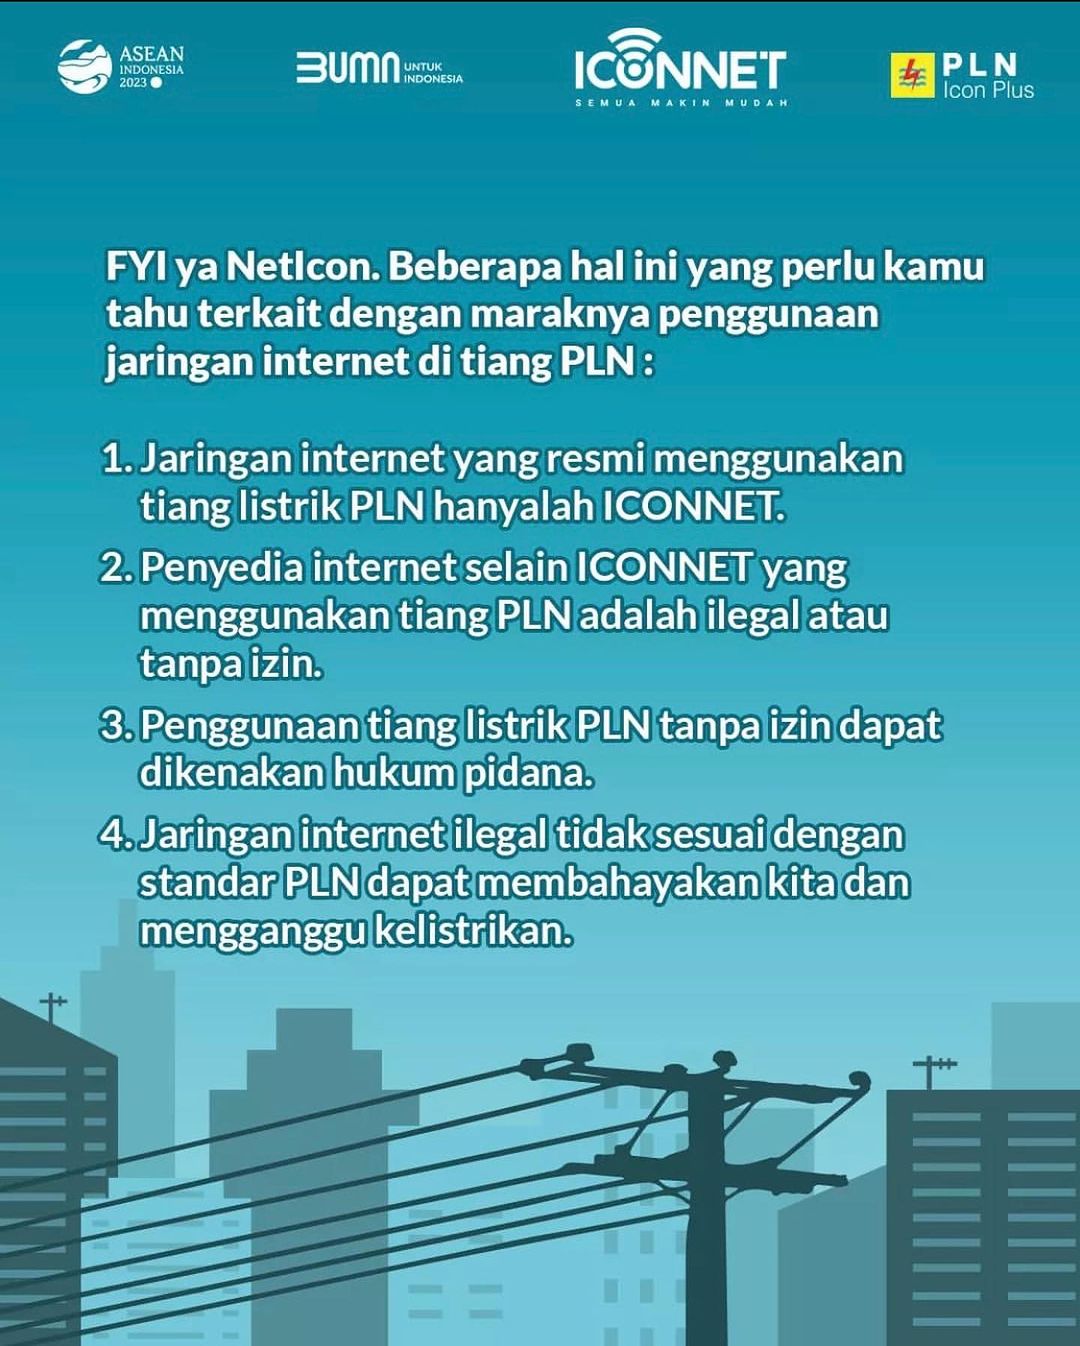 ASEAN
INDONESIA
2023
BUMN UNTUK
INDONESIA
ICONNET
SEMUA MAKIN MUDAH
PLN
Icon Plus
FYI ya NetIcon. Beberapa hal ini yang perlu kamu
tahu terkait dengan maraknya penggunaan
jaringan internet di tiang PLN :
1. Jaringan internet yang resmi menggunakan
tiang listrik PLN hanyalah ICONNET.
2. Penyedia internet selain ICONNET yang
menggunakan tiang PLN adalah ilegal atau
tanpa izin.
3. Penggunaan tiang listrik PLN tanpa izin dapat
dikenakan hukum pidana.
4. Jaringan internet ilegal tidak sesuai dengan
standar PLN dapat membahayakan kita dan
mengganggu kelistrikan.